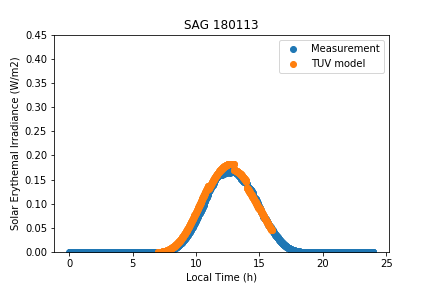 SAG 180113
Measurement
TUV model
Solar Erythemal Irradiance (W/m2)
0.45
0.40
0.35
0.30
0.25
0.20
0.15
0.10
0.05
0.00
0 5 10 15 20 25
Local Time (h)